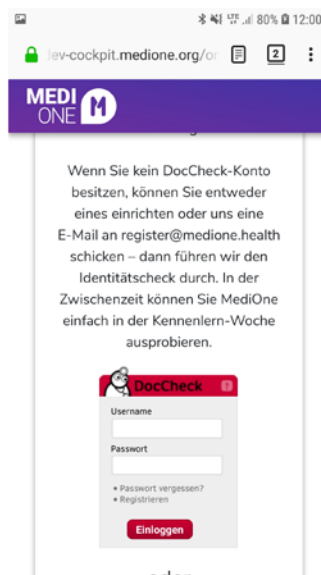 LTE 80% 12:00
ev-cockpit.medione.org/or 2
MEDI
ONE M
Wenn Sie kein DocCheck-Konto
besitzen, können Sie entweder
eines einrichten oder uns eine
E-Mail an register@medione.health
schicken – dann führen wir den
Identitätscheck durch. In der
Zwischenzeit können Sie MediOne
einfach in der Kennenlern-Woche
ausprobieren.
DocCheck ?
Username
Passwort
• Passwort vergessen?
• Registrieren
Einloggen